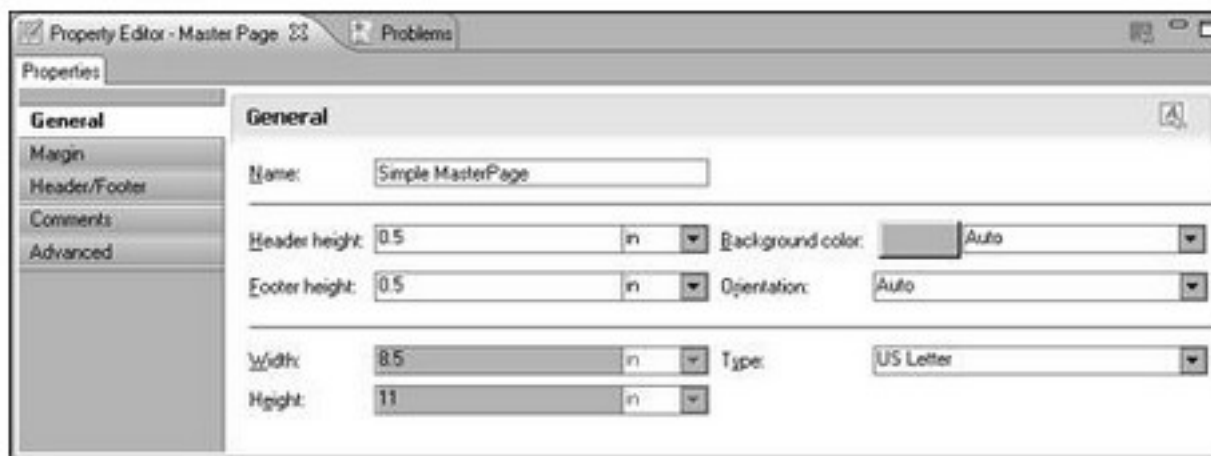 Property Editor - Master Page Problems
Properties
General
Margin
Header/Footer
Comments
Advanced
General
Name: Simple MasterPage
Header height: 0.5 in Background color: Auto
Footer height: 0.5 in Orientation: Auto
Width: 8.5 in Type: US Letter
Height: 11 in